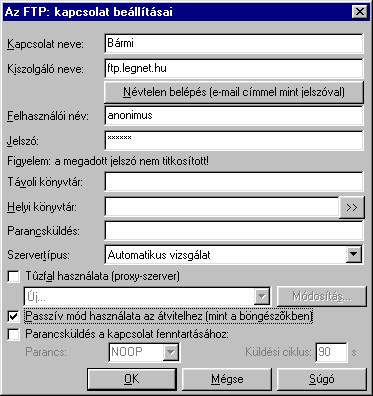 Az FTP: kapcsolat beállításai
Kapcsolat neve: Bármi
Kiszolgáló neve: ftp.legnet.hu
Névtelen belépés (e-mail címmel mint jelszóval)
Felhasználói név: anonimus
Jelszó: ******
Figyelem: a megadott jelszó nem titkosított!
Távoli könyvtár:
Helyi könyvtár: >>
Parancsküldés:
Szervertípus: Automatikus vizsgálat
Tûzfal használata (proxy-szerver)
Új... Módosítás...
Passzív mód használata az átvitelhez (mint a böngészõkben)
Parancsküldés a kapcsolat fenntartásához:
Parancs: NOOP Küldési ciklus: 90 s
OK Mégse Súgó